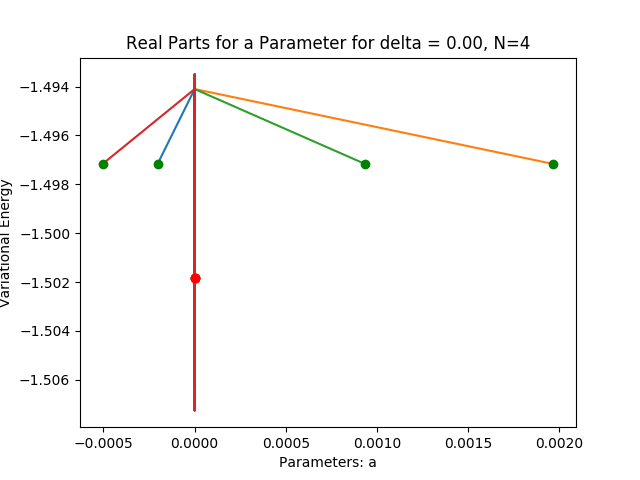 Real Parts for a Parameter for delta = 0.00, N=4
Variational Energy
−1.494
−1.496
−1.498
−1.500
−1.502
−1.504
−1.506
−0.0005 0.0000 0.0005 0.0010 0.0015 0.0020
Parameters: a